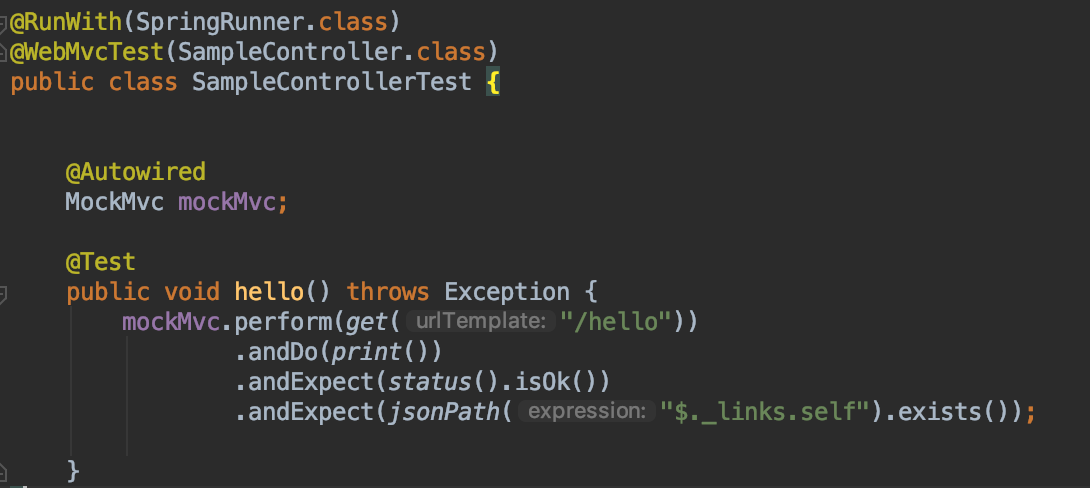 @RunWith(SpringRunner.class)
@WebMvcTest(SampleController.class)
public class SampleControllerTest {
@Autowired
MockMvc mockMvc;
@Test
public void hello() throws Exception {
mockMvc.perform(get( urlTemplate: "/hello"))
.andDo(print())
.andExpect(status().isOk())
.andExpect(jsonPath( expression: "$._links.self").exists());
}